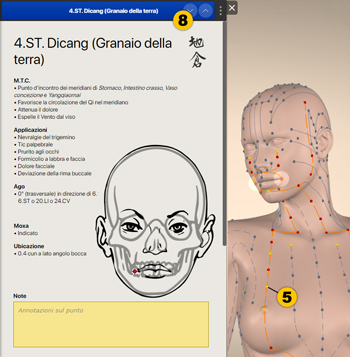 4.ST. Dicang (Granaio della terra)
8
4.ST. Dicang (Granaio della
terra)
地
倉
M.T.C.
• Punto d'incontro dei meridiani di Stomaco, Intestino crasso, Vaso
concezione e Yangqiaomai
• Favorisce la circolazione del Qi nel meridiano
• Attenua il dolore
• Espelle il Vento dal viso
Applicazioni
• Nevralgie del trigemino
• Tic palpebrale
• Prurito agli occhi
• Formicolio a labbra e faccia
• Dolore facciale
• Deviazione della rima buccale
Ago
• 0° (trasversale) in direzione di 6.
6.ST o 20.LI o 24.CV
Moxa
• Indicato
Ubicazione
• 0.4 cun a lato angolo bocca
Note
Annotazioni sul punto
5